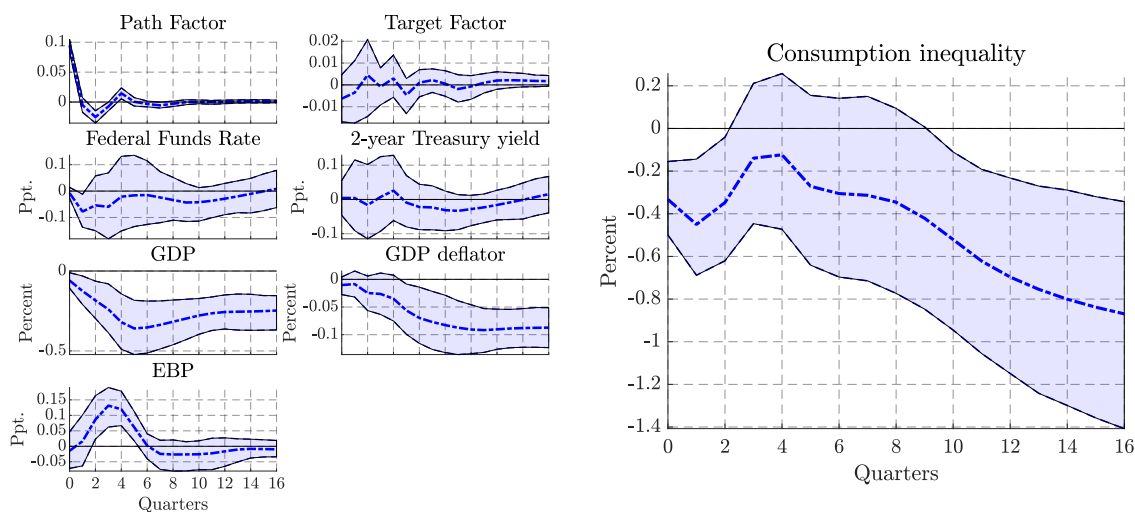 Path Factor
0.1
0.05
0
Target Factor
0.02
0.01
0
-0.01
Federal Funds Rate
Ppt.
0.1
0
-0.1
2-year Treasury yield
Ppt.
0.1
0
-0.1
GDP
Percent
0
-0.5
GDP deflator
Percent
0
-0.05
-0.1
EBP
Ppt.
0.15
0.1
0.05
0
-0.05
0 2 4 6 8 10 12 14 16
Quarters
Consumption inequality
Percent
0.2
0
-0.2
-0.4
-0.6
-0.8
-1
-1.2
-1.4
0 2 4 6 8 10 12 14 16
Quarters